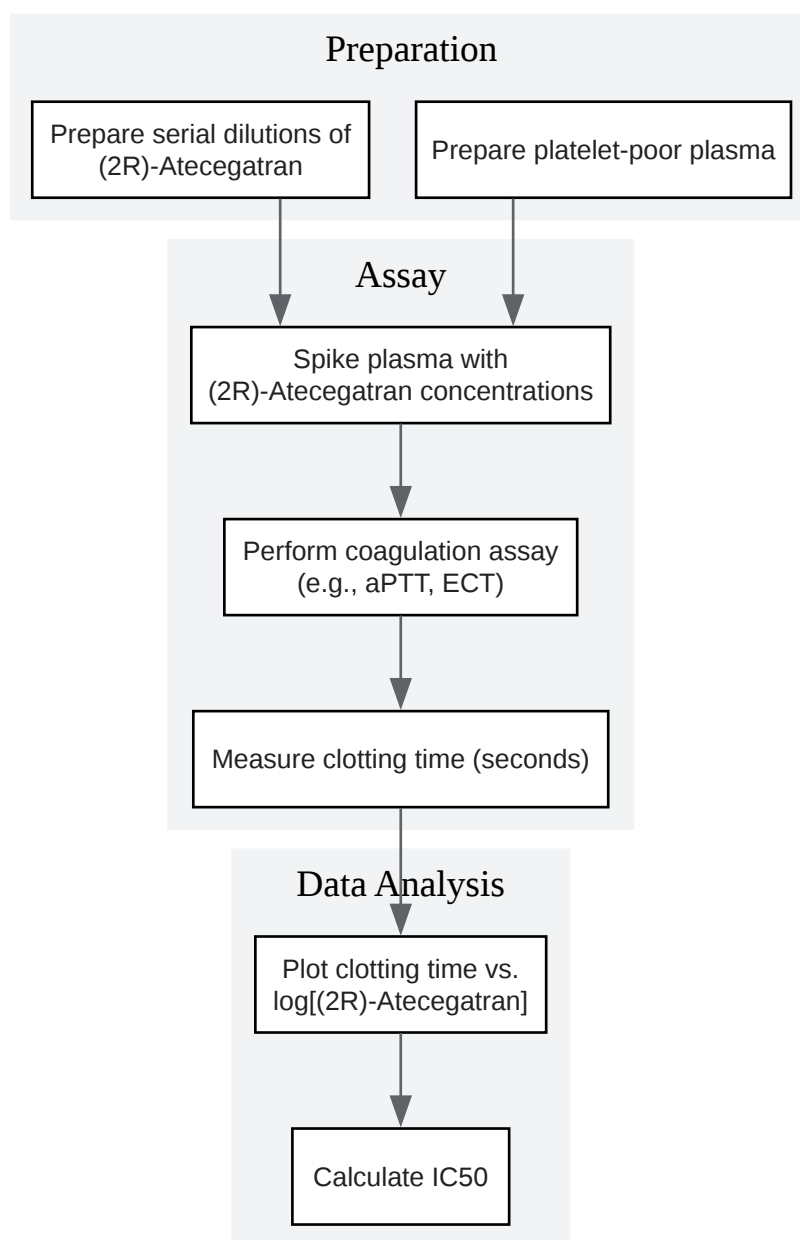 Preparation
Prepare serial dilutions of
(2R)-Atecegatran
Prepare platelet-poor plasma
Assay
Spike plasma with
(2R)-Atecegatran concentrations
Perform coagulation assay
(e.g., aPTT, ECT)
Measure clotting time (seconds)
Data Analysis
Plot clotting time vs.
log[(2R)-Atecegatran]
Calculate IC50